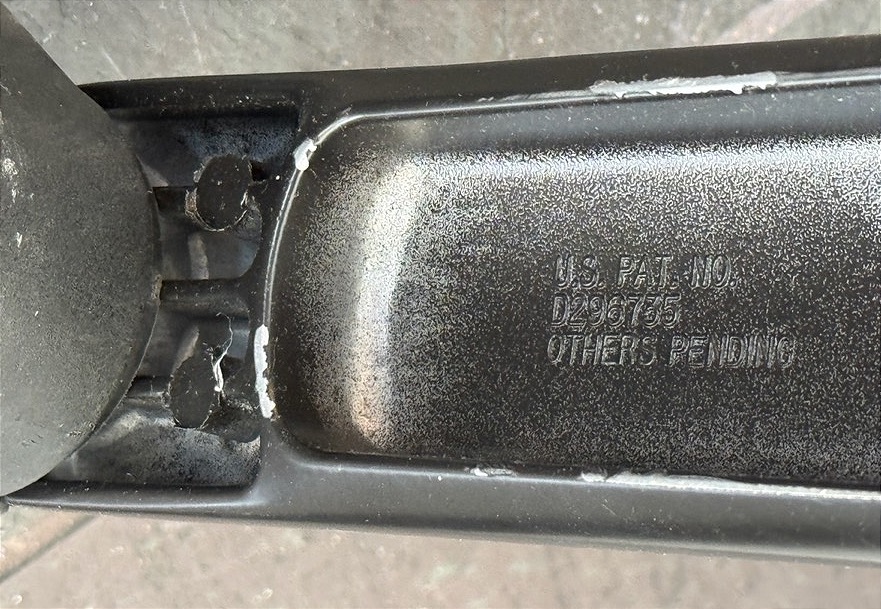 U.S. PAT. NO.
D296735
OTHERS PENDING